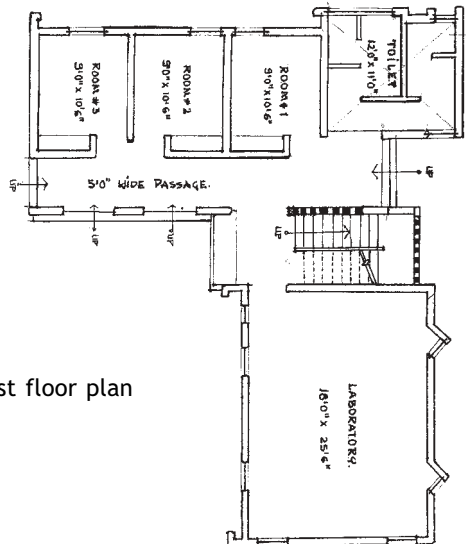 TOILET
12'0" X 11'0"
ROOM #1
9'0" X 10'6"
ROOM #2
9'0" X 10'6"
ROOM #3
9'0" X 10'6"
5'0" WIDE PASSAGE.
UP
UP
UP
UP
UP
LABORATORY.
18'0" X 25'6"
st floor plan